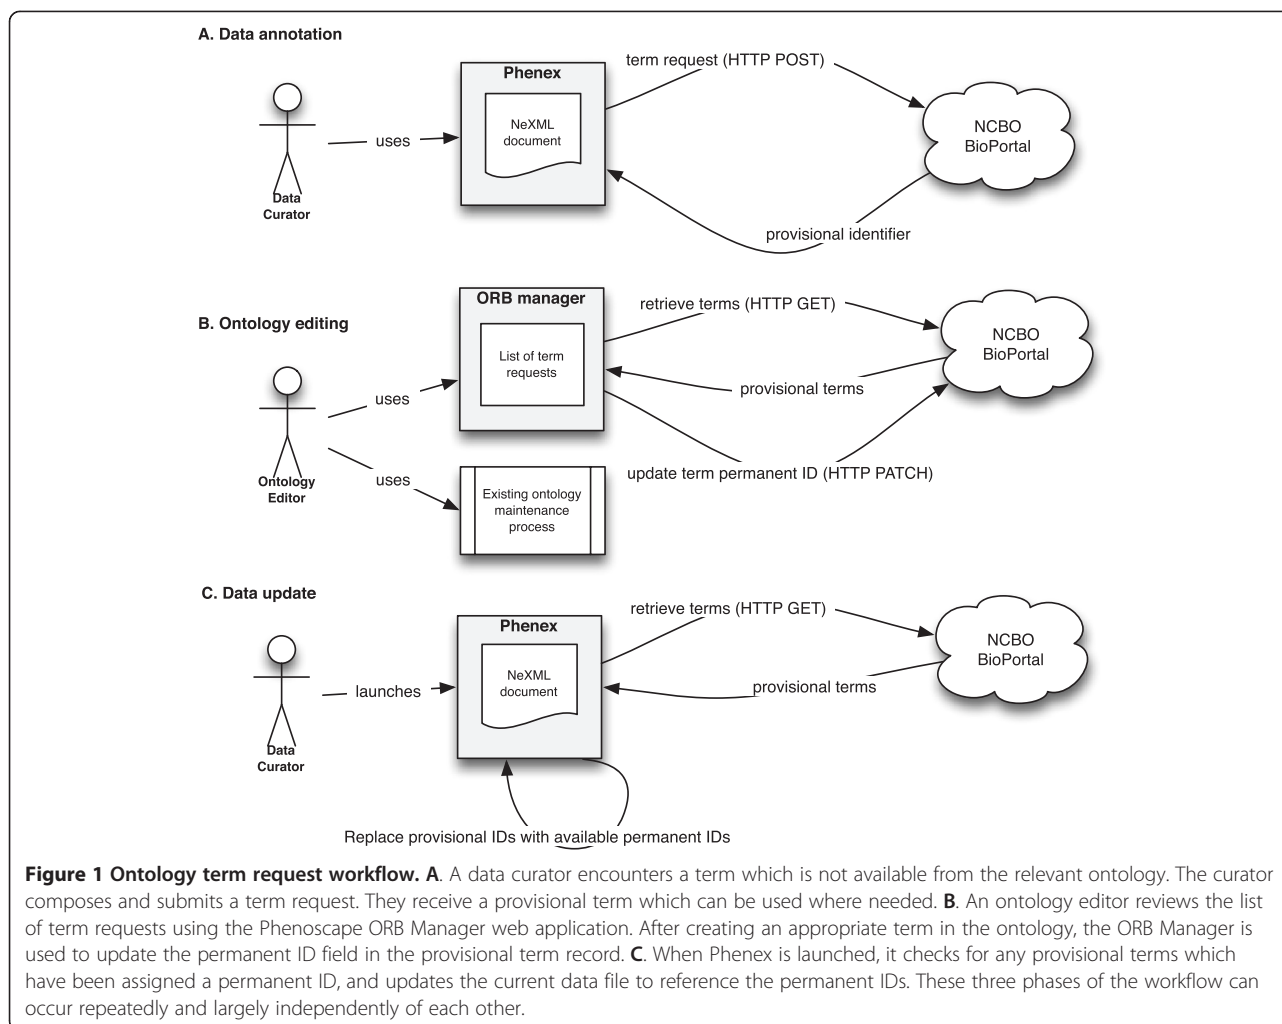 A. Data annotation
Phenex
NeXML
document
Data
Curator
uses
term request (HTTP POST)
NCBO
BioPortal
provisional identifier
B. Ontology editing
ORB manager
List of term
requests
Ontology
Editor
uses
uses
Existing ontology
maintenance
process
retrieve terms (HTTP GET)
NCBO
BioPortal
provisional terms
update term permanent ID (HTTP PATCH)
C. Data update
Phenex
NeXML
document
Data
Curator
launches
retrieve terms (HTTP GET)
NCBO
BioPortal
provisional terms
Replace provisional IDs with available permanent IDs
Figure 1 Ontology term request workflow. A. A data curator encounters a term which is not available from the relevant ontology. The curator
composes and submits a term request. They receive a provisional term which can be used where needed. B. An ontology editor reviews the list
of term requests using the Phenoscape ORB Manager web application. After creating an appropriate term in the ontology, the ORB Manager is
used to update the permanent ID field in the provisional term record. C. When Phenex is launched, it checks for any provisional terms which
have been assigned a permanent ID, and updates the current data file to reference the permanent IDs. These three phases of the workflow can
occur repeatedly and largely independently of each other.